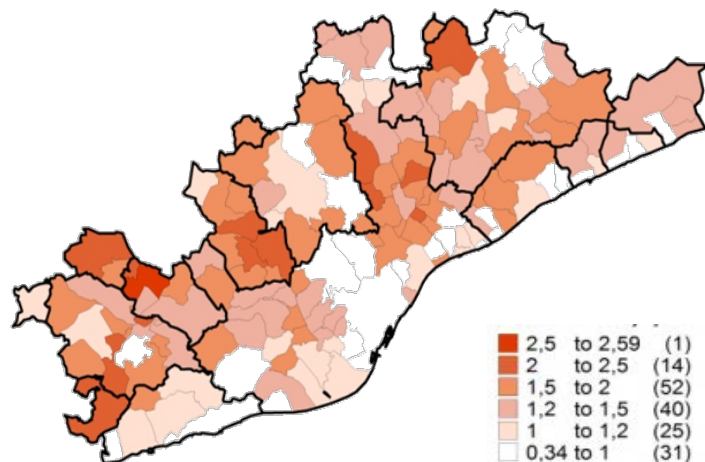 2,5 to 2,59 (1)
2 to 2,5 (14)
1,5 to 2 (52)
1,2 to 1,5 (40)
1 to 1,2 (25)
0,34 to 1 (31)